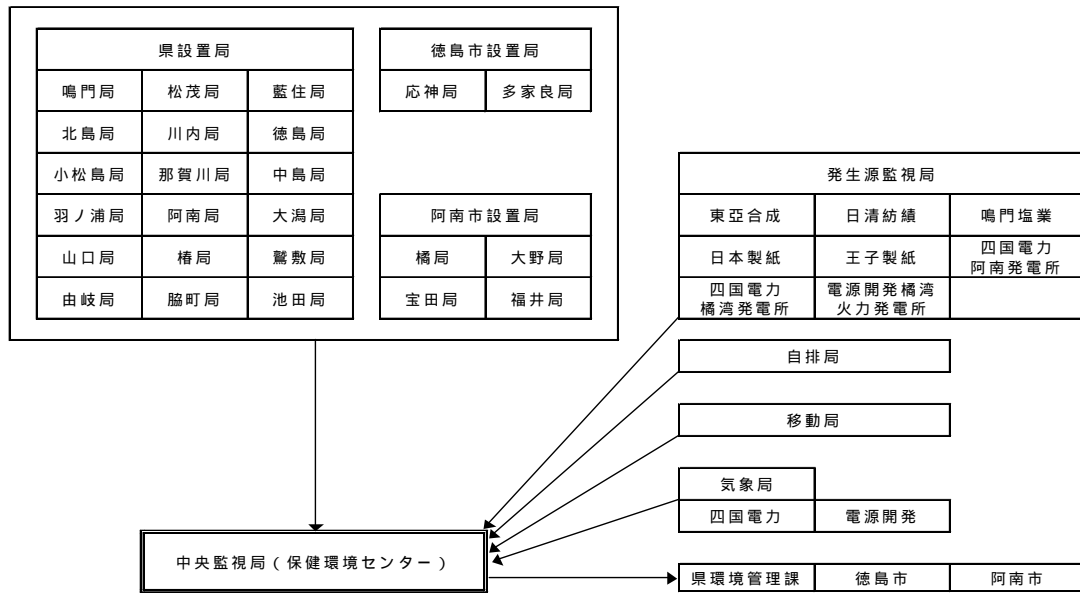 県設置局
鳴門局 松茂局 藍住局
北島局 川内局 徳島局
小松島局 那賀川局 中島局
羽ノ浦局 阿南局 大潟局
山口局 椿局 鷲敷局
由岐局 脇町局 池田局
徳島市設置局
応神局 多家良局
阿南市設置局
橘局 大野局
宝田局 福井局
発生源監視局
東亞合成 日清紡績 鳴門塩業
日本製紙 王子製紙 四国電力
阿南発電所
四国電力 電源開発橘湾
橘湾発電所 火力発電所
自排局
移動局
気象局
四国電力 電源開発
中央監視局(保健環境センター)
県環境管理課 徳島市 阿南市